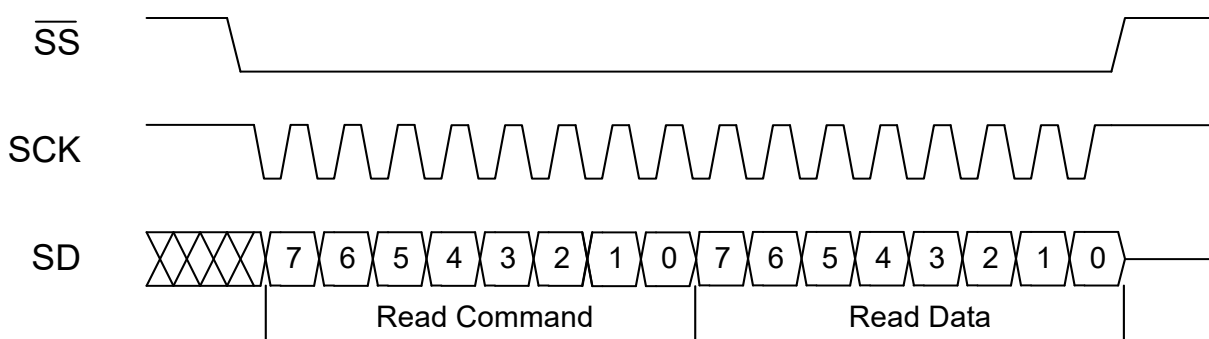 SS
SCK
SD 7 6 5 4 3 2 1 0 7 6 5 4 3 2 1 0
Read Command Read Data